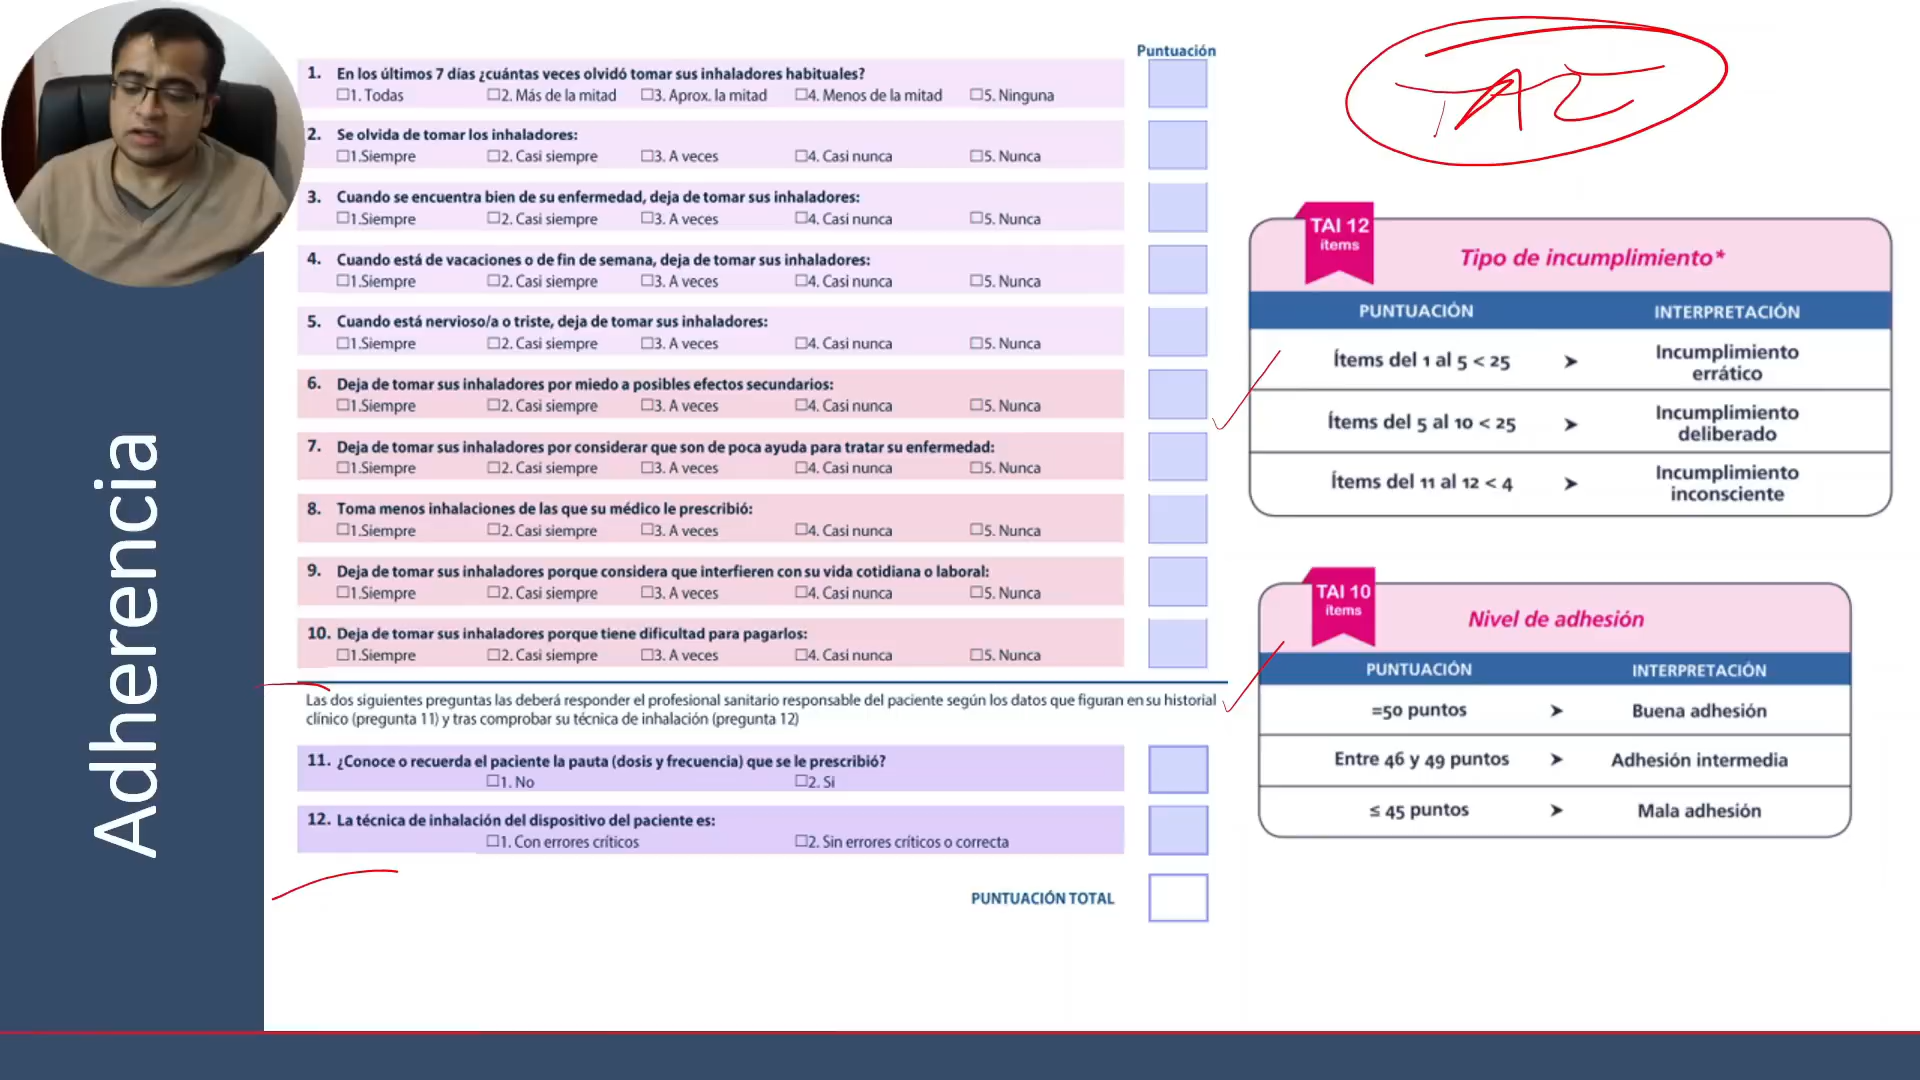 Adherencia
Puntuación
1. En los últimos 7 días ¿cuántas veces olvidó tomar sus inhaladores habituales?
☐1. Todas ☐2. Más de la mitad ☐3. Aprox. la mitad ☐4. Menos de la mitad ☐5. Ninguna
2. Se olvida de tomar los inhaladores:
☐1.Siempre ☐2. Casi siempre ☐3. A veces ☐4. Casi nunca ☐5. Nunca
3. Cuando se encuentra bien de su enfermedad, deja de tomar sus inhaladores:
☐1.Siempre ☐2. Casi siempre ☐3. A veces ☐4. Casi nunca ☐5. Nunca
4. Cuando está de vacaciones o de fin de semana, deja de tomar sus inhaladores:
☐1.Siempre ☐2. Casi siempre ☐3. A veces ☐4. Casi nunca ☐5. Nunca
5. Cuando está nervioso/a o triste, deja de tomar sus inhaladores:
☐1.Siempre ☐2. Casi siempre ☐3. A veces ☐4. Casi nunca ☐5. Nunca
6. Deja de tomar sus inhaladores por miedo a posibles efectos secundarios:
☐1.Siempre ☐2. Casi siempre ☐3. A veces ☐4. Casi nunca ☐5. Nunca
7. Deja de tomar sus inhaladores por considerar que son de poca ayuda para tratar su enfermedad:
☐1.Siempre ☐2. Casi siempre ☐3. A veces ☐4. Casi nunca ☐5. Nunca
8. Toma menos inhalaciones de las que su médico le prescribió:
☐1.Siempre ☐2. Casi siempre ☐3. A veces ☐4. Casi nunca ☐5. Nunca
9. Deja de tomar sus inhaladores porque considera que interfieren con su vida cotidiana o laboral:
☐1.Siempre ☐2. Casi siempre ☐3. A veces ☐4. Casi nunca ☐5. Nunca
10. Deja de tomar sus inhaladores porque tiene dificultad para pagarlos:
☐1.Siempre ☐2. Casi siempre ☐3. A veces ☐4. Casi nunca ☐5. Nunca
Las dos siguientes preguntas las deberá responder el profesional sanitario responsable del paciente según los datos que figuran en su historial
clínico (pregunta 11) y tras comprobar su técnica de inhalación (pregunta 12)
11. ¿Conoce o recuerda el paciente la pauta (dosis y frecuencia) que se le prescribió?
☐1. No ☐2. Si
12. La técnica de inhalación del dispositivo del paciente es:
☐1. Con errores críticos ☐2. Sin errores críticos o correcta
PUNTUACIÓN TOTAL
TAI
TAI 12
ítems
Tipo de incumplimiento*
PUNTUACIÓN INTERPRETACIÓN
Ítems del 1 al 5 < 25 ➤ Incumplimiento
errático
Ítems del 5 al 10 < 25 ➤ Incumplimiento
deliberado
Ítems del 11 al 12 < 4 ➤ Incumplimiento
inconsciente
TAI 10
ítems
Nivel de adhesión
PUNTUACIÓN INTERPRETACIÓN
=50 puntos ➤ Buena adhesión
Entre 46 y 49 puntos ➤ Adhesión intermedia
≤ 45 puntos ➤ Mala adhesión